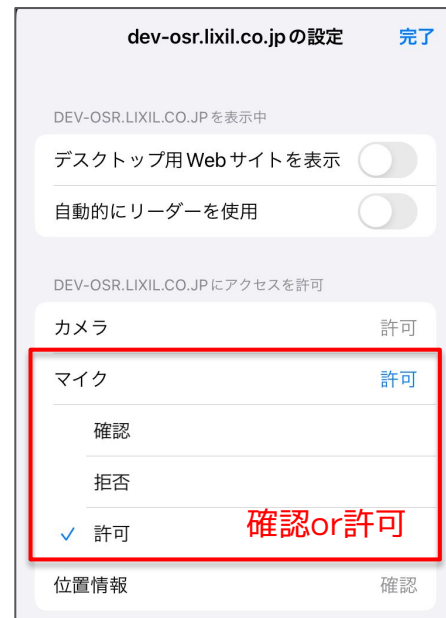 dev-osr.lixil.co.jpの設定 完了
DEV-OSR.LIXIL.CO.JPを表示中
デスクトップ用Webサイトを表示
自動的にリーダーを使用
DEV-OSR.LIXIL.CO.JPにアクセスを許可
カメラ 許可
マイク 許可
確認
拒否
✓ 許可 確認or許可
位置情報 確認